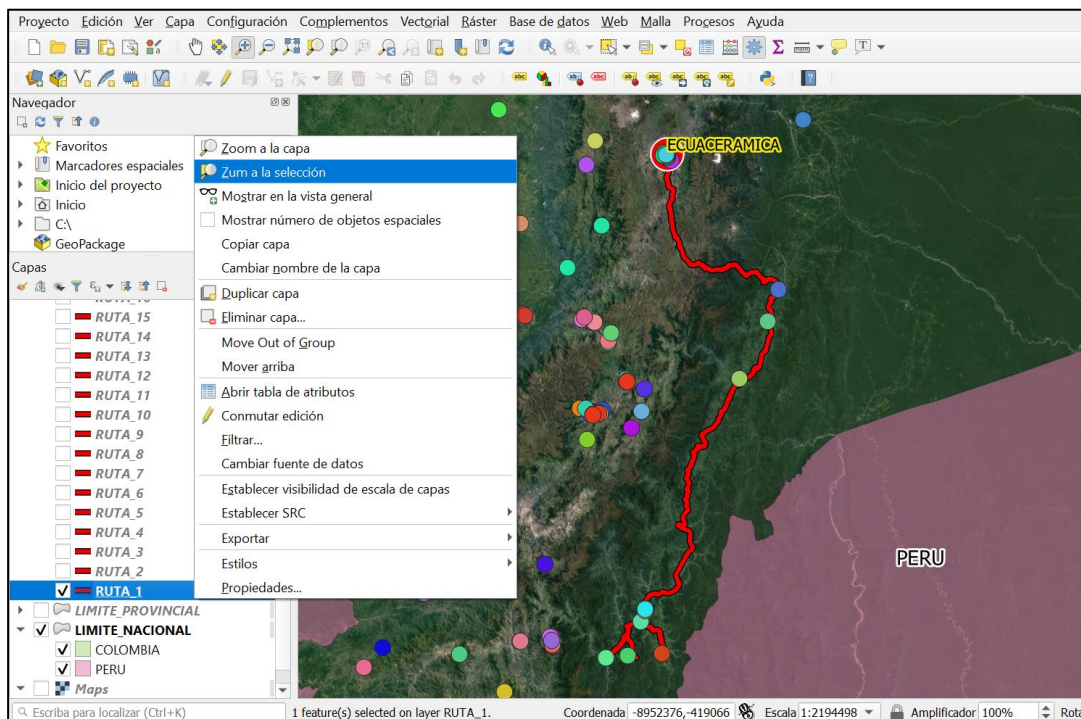 Proyecto Edición Ver Capa Configuración Complementos Vectorial Ráster Base de datos Web Malla Procesos Ayuda
Navegador
Favoritos
Marcadores espaciales
Inicio del proyecto
Inicio
C:\
GeoPackage
Capas
RUTA_15
RUTA_14
RUTA_13
RUTA_12
RUTA_11
RUTA_10
RUTA_9
RUTA_8
RUTA_7
RUTA_6
RUTA_5
RUTA_4
RUTA_3
RUTA_2
RUTA_1
LIMITE_PROVINCIAL
LIMITE_NACIONAL
COLOMBIA
PERU
Maps
Zoom a la capa
Zum a la selección
Mostrar en la vista general
Mostrar número de objetos espaciales
Copiar capa
Cambiar nombre de la capa
Duplicar capa
Eliminar capa...
Move Out of Group
Mover arriba
Abrir tabla de atributos
Conmutar edición
Filtrar...
Cambiar fuente de datos
Establecer visibilidad de escala de capas
Establecer SRC
Exportar
Estilos
Propiedades...
ECUACERAMICA
PERU
Escriba para localizar (Ctrl+K) 1 feature(s) selected on layer RUTA_1. Coordenada -8952376,-419066 Escala 1:2194498 Amplificador 100% Rota